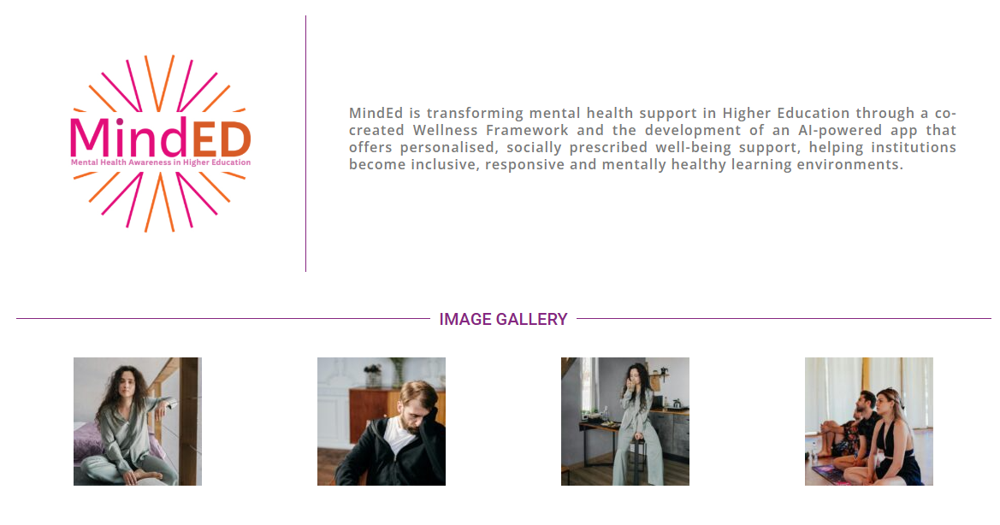 MindED
Mental Health Awareness in Higher Education
MindEd is transforming mental health support in Higher Education through a co-
created Wellness Framework and the development of an AI-powered app that
offers personalised, socially prescribed well-being support, helping institutions
become inclusive, responsive and mentally healthy learning environments.
IMAGE GALLERY